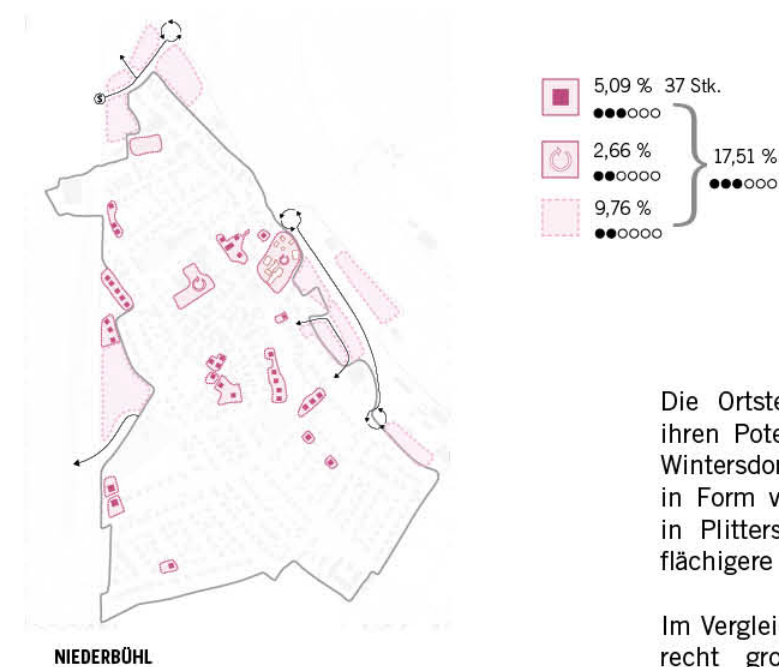 5,09 % 37 Stk.
2,66 %
17,51 %
9,76 %
Die Ortste
ihren Pote
Wintersdor
in Form v
in Plitters
flächigere
Im Verglei
recht gro
NIEDERBÜHL